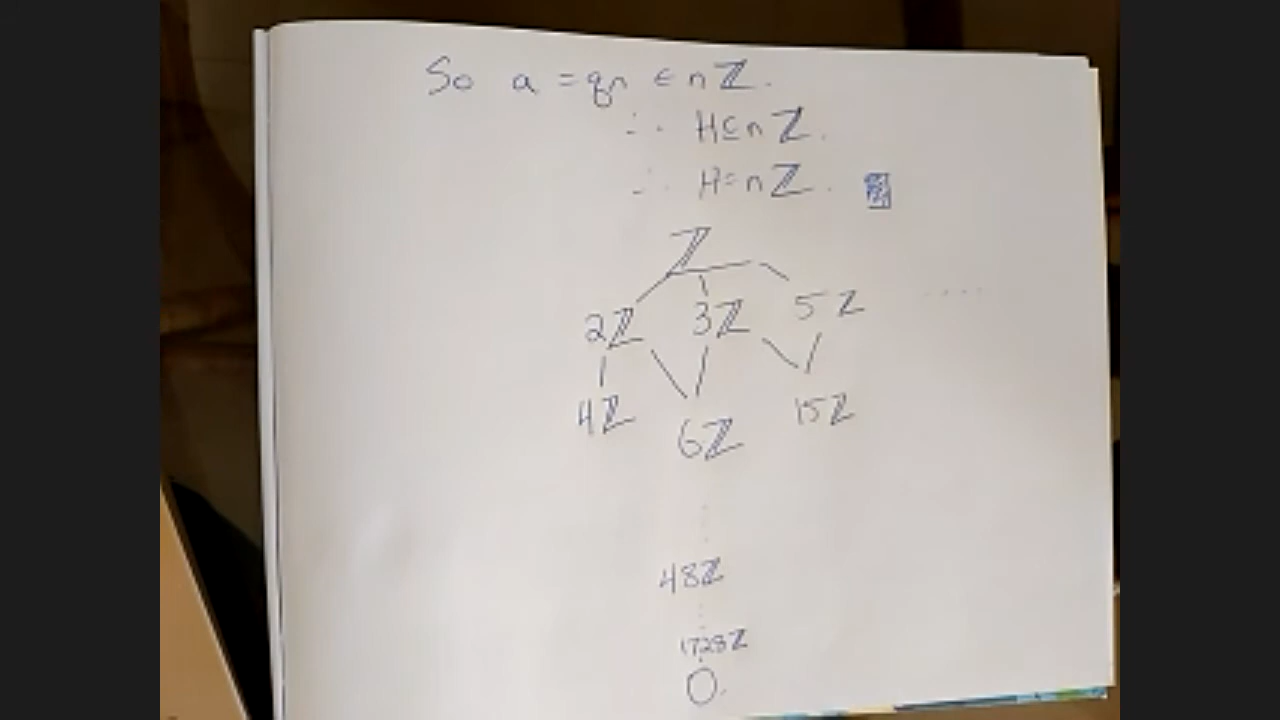 So a = qn ∈ nℤ.
∴ H ⊆ nℤ.
∴ H = nℤ.
ℤ
2ℤ 3ℤ 5ℤ ....
4ℤ 6ℤ 15ℤ
48ℤ
1728ℤ
0.